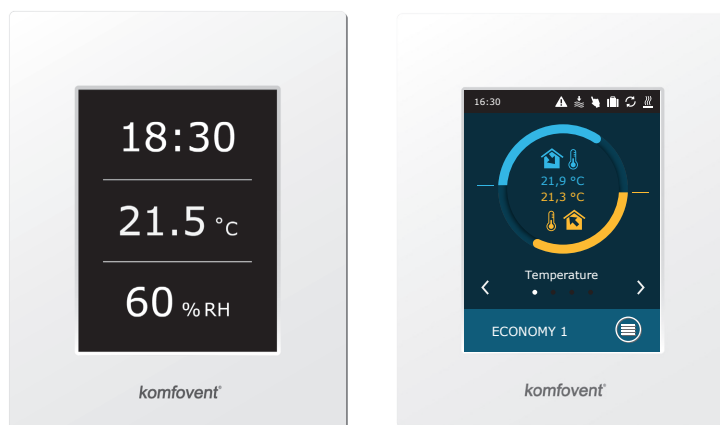 18:30
21.5 °C
60 % RH
komfovent®
16:30
21,9 °C
21,3 °C
Temperature
ECONOMY 1
komfovent®